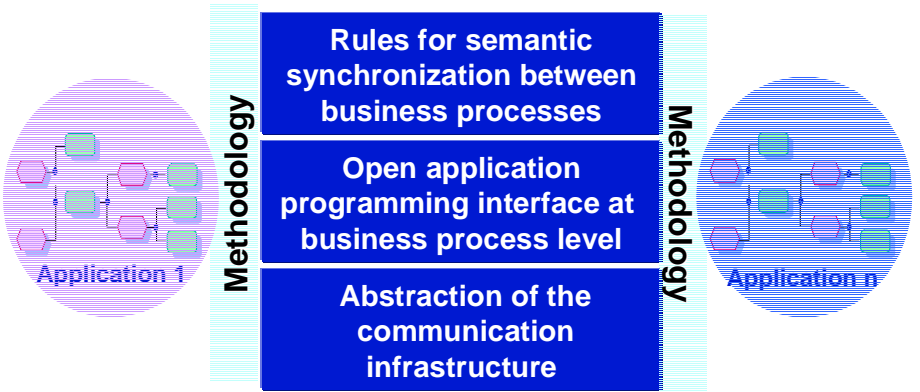 Rules for semantic
synchronization between
business processes
Methodology
Methodology
Open application
programming interface at
business process level
Application 1
Application n
Abstraction of the
communication
infrastructure